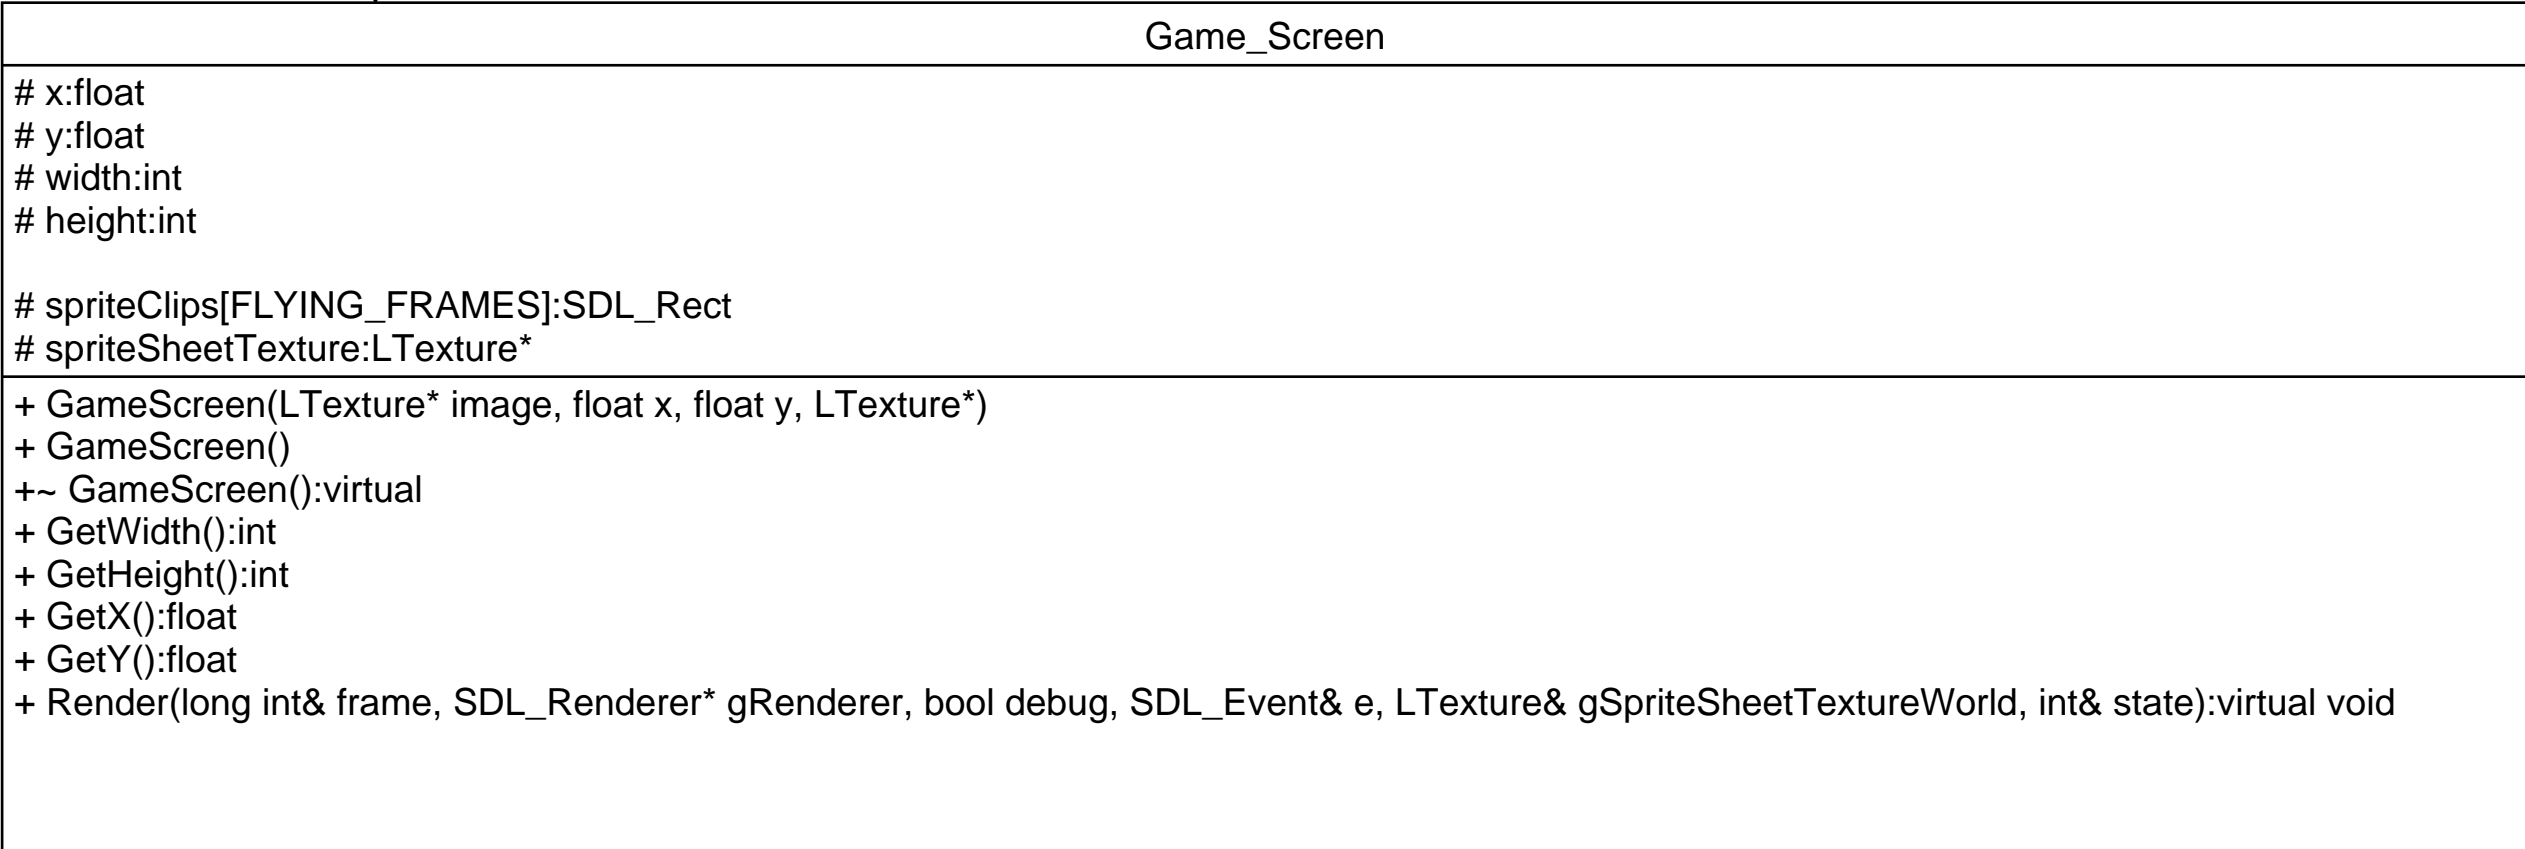 Game_Screen
# x:float
# y:float
# width:int
# height:int
# spriteClips[FLYING_FRAMES]:SDL_Rect
# spriteSheetTexture:LTexture*
+ GameScreen(LTexture* image, float x, float y, LTexture*)
+ GameScreen()
+~ GameScreen():virtual
+ GetWidth():int
+ GetHeight():int
+ GetX():float
+ GetY():float
+ Render(long int& frame, SDL_Renderer* gRenderer, bool debug, SDL_Event& e, LTexture& gSpriteSheetTextureWorld, int& state):virtual void